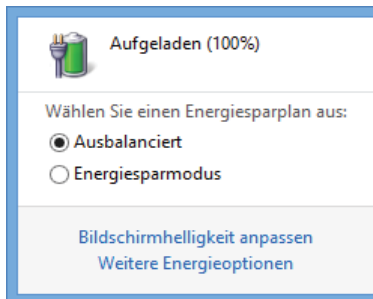 Aufgeladen (100%)
Wählen Sie einen Energiesparplan aus:
Ausbalanciert
Energiesparmodus
Bildschirmhelligkeit anpassen
Weitere Energieoptionen